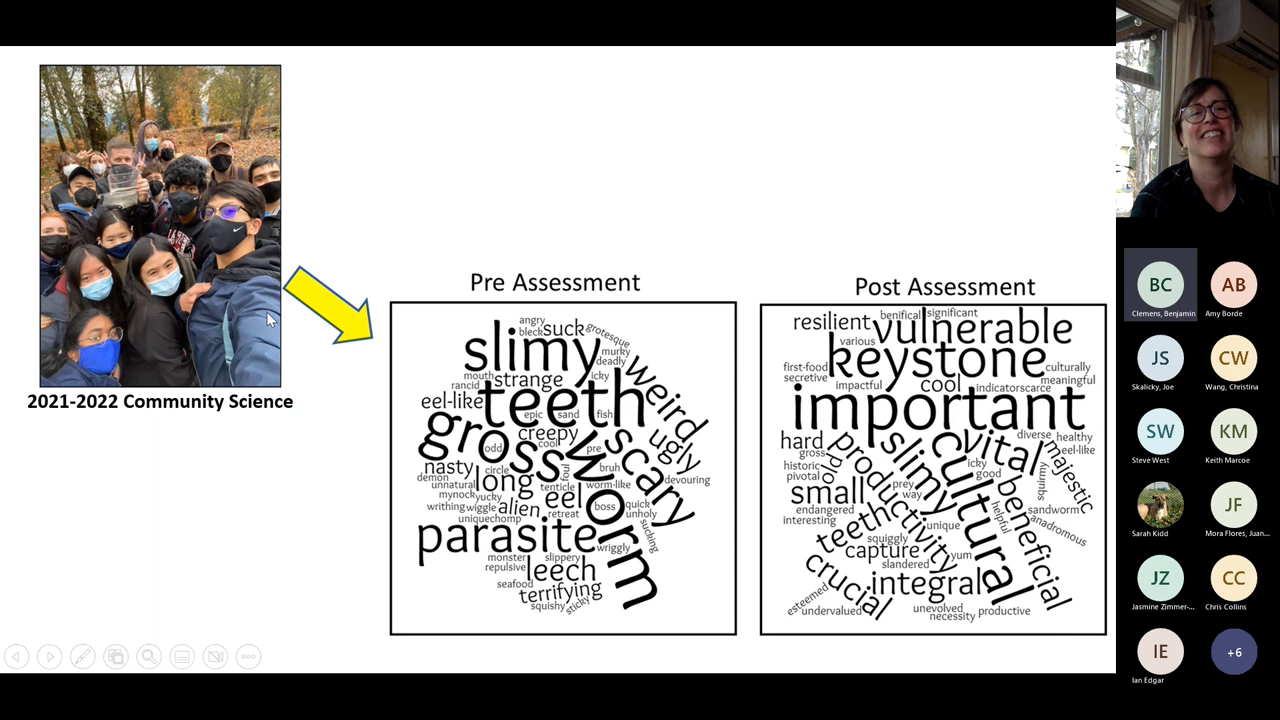 2021-2022 Community Science
Pre Assessment
angry
suck
bleck
grotesque
slimy
murky
deadly
mouth
strange
icky
rancid
weird
eel-like
teeth
epic
sand
fish
gross
creepy
cool
scary
ugly
odd
pre
nasty
circle
foul
bruh
demon
long
worm-like
devouring
unnatural
tenticle
mynock
yucky
eel
worm
writhing
wiggle
alien
boss
quick
retreat
unholy
uniquechomp
sucking
parasite
wriggly
monster
slippery
repulsive
leech
seafood
terrifying
squishy
sticky
Post Assessment
benifical
significant
resilient
vulnerable
various
keystone
first-food
culturally
secretive
impactful
cool
indicator
scarce
meaningful
important
hard
productivity
slimy
cultural
vital
diverse
healthy
gross
eel-like
historic
old
icky
majestic
pivotal
good
squirmy
small
prey
way
beneficial
endangered
helpful
sandworm
interesting
teeth
unique
anadromous
squiggly
capture
yum
slandered
crucial
integral
esteemed
undervalued
unevolved
productive
necessity
BC
AB
Clemens, Benjamin
Amy Borde
JS
CW
Skalicky, Joe
Wang, Christina
SW
KM
Steve West
Keith Marcoe
JF
Sarah Kidd
Mora Flores, Juan...
JZ
CC
Jasmine Zimmer-...
Chris Collins
IE
+6
Ian Edgar